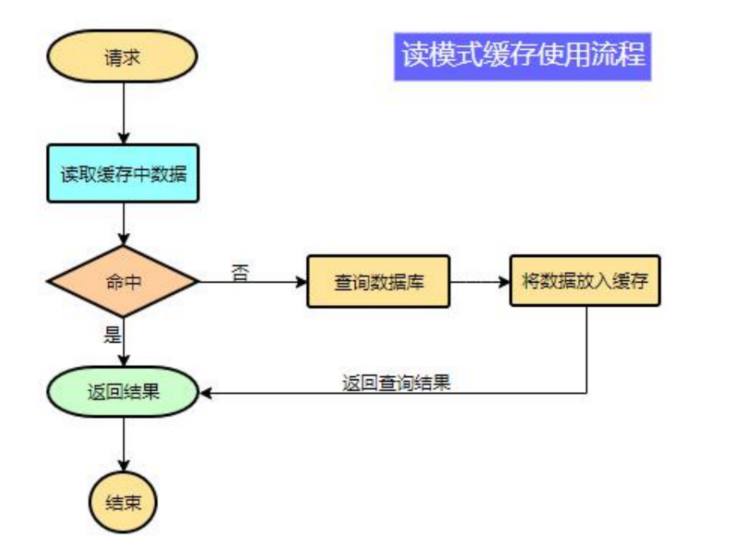 读模式缓存使用流程
请求
读取缓存中数据
命中
否
查询数据库
将数据放入缓存
是
返回查询结果
返回结果
结束